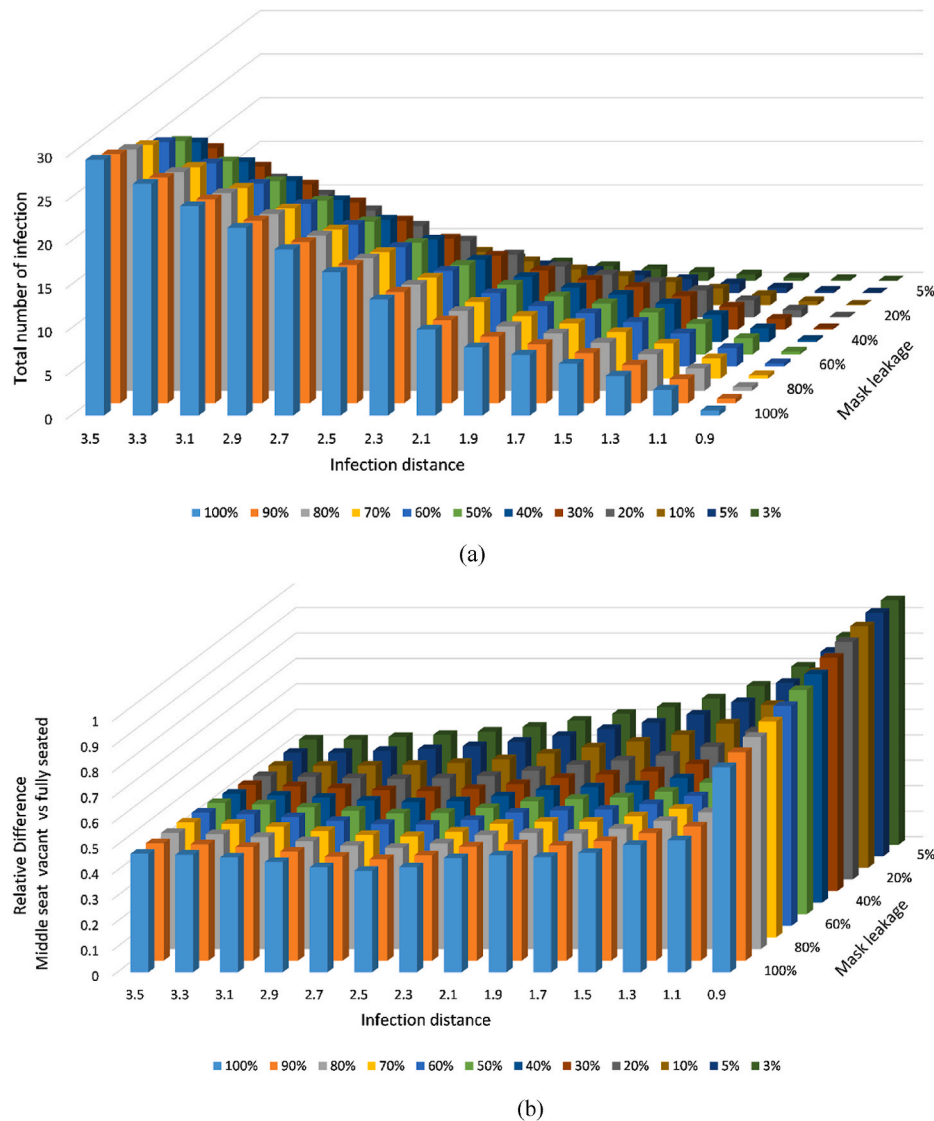 30
25
20
15
10
5
0
Total number of infection
3.5 3.3 3.1 2.9 2.7 2.5 2.3 2.1 1.9 1.7 1.5 1.3 1.1 0.9
Infection distance
5%
20%
40%
60%
80%
100%
Mask leakage
100% 90% 80% 70% 60% 50% 40% 30% 20% 10% 5% 3%
(a)
1
0.9
0.8
0.7
0.6
0.5
0.4
0.3
0.2
0.1
0
Relative Difference
Middle seat vacant vs fully seated
3.5 3.3 3.1 2.9 2.7 2.5 2.3 2.1 1.9 1.7 1.5 1.3 1.1 0.9
Infection distance
5%
20%
40%
60%
80%
100%
Mask leakage
100% 90% 80% 70% 60% 50% 40% 30% 20% 10% 5% 3%
(b)